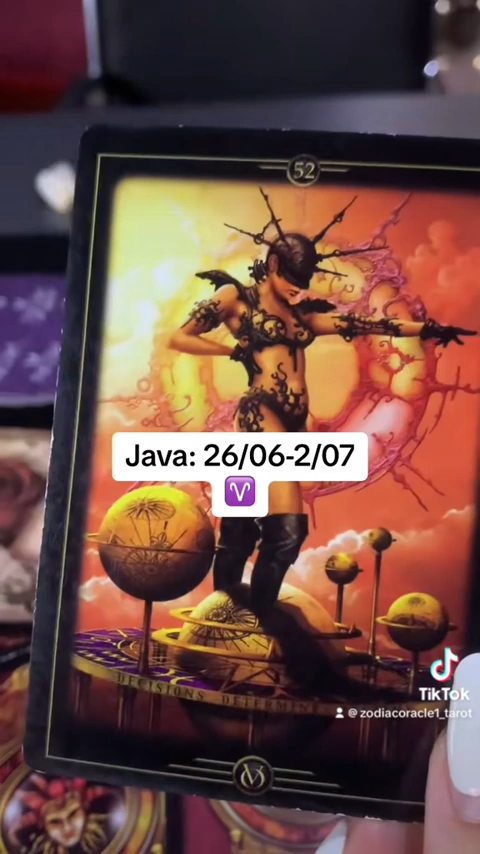 52
Java: 26/06-2/07
♈
DECISIONS DETERMINE
TikTok
@zodiacoracle1_tarot